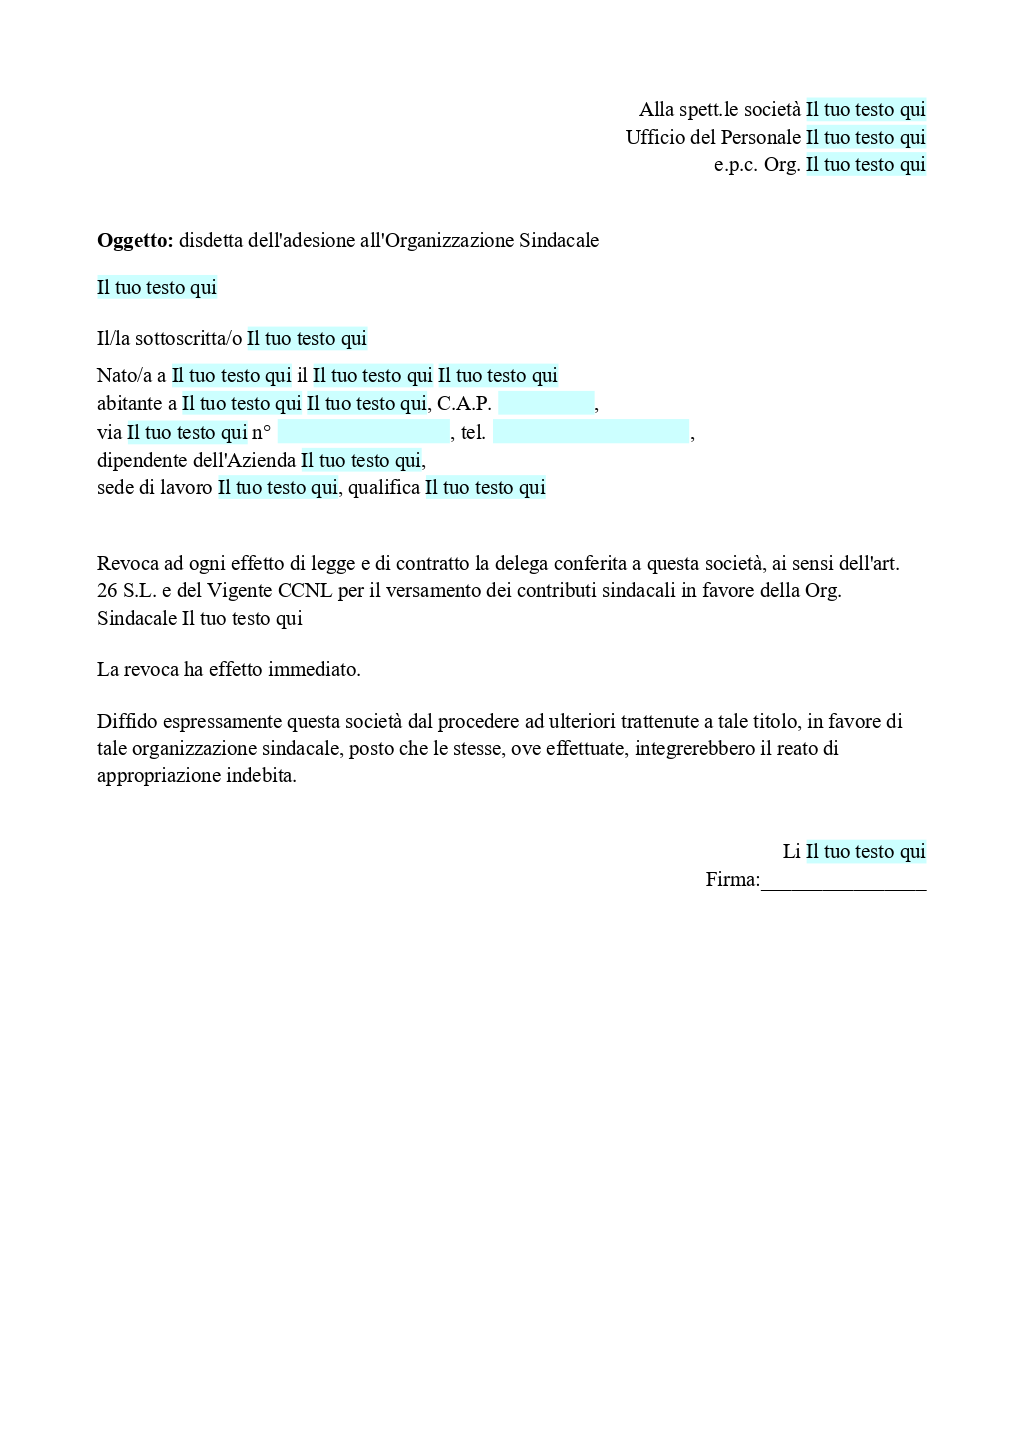 Alla spett.le società Il tuo testo qui
Ufficio del Personale Il tuo testo qui
e.p.c. Org. Il tuo testo qui
Oggetto: disdetta dell'adesione all'Organizzazione Sindacale
Il tuo testo qui
Il/la sottoscritta/o Il tuo testo qui
Nato/a a Il tuo testo qui il Il tuo testo qui Il tuo testo qui
abitante a Il tuo testo qui Il tuo testo qui, C.A.P. ,
via Il tuo testo qui n° , tel. ,
dipendente dell'Azienda Il tuo testo qui,
sede di lavoro Il tuo testo qui, qualifica Il tuo testo qui
Revoca ad ogni effetto di legge e di contratto la delega conferita a questa società, ai sensi dell'art.
26 S.L. e del Vigente CCNL per il versamento dei contributi sindacali in favore della Org.
Sindacale Il tuo testo qui
La revoca ha effetto immediato.
Diffido espressamente questa società dal procedere ad ulteriori trattenute a tale titolo, in favore di
tale organizzazione sindacale, posto che le stesse, ove effettuate, integrerebbero il reato di
appropriazione indebita.
Li Il tuo testo qui
Firma:________________